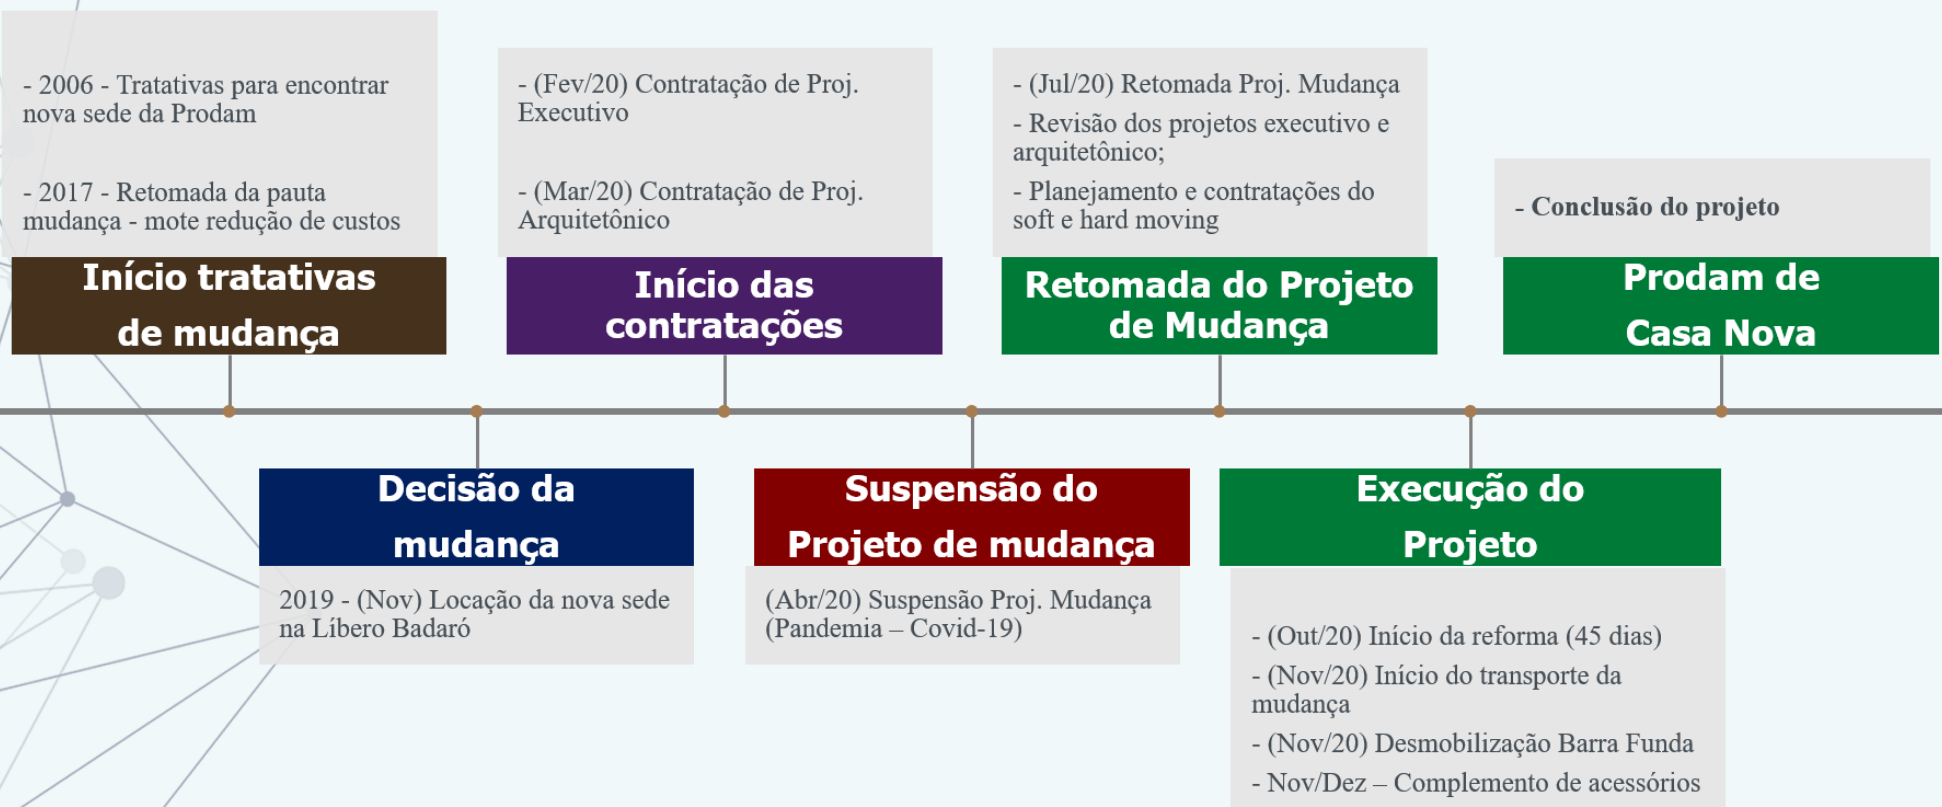 - 2006 - Tratativas para encontrar
nova sede da Prodam
- 2017 - Retomada da pauta
mudança - mote redução de custos
Início tratativas
de mudança
Decisão da
mudança
2019 - (Nov) Locação da nova sede
na Líbero Badaró
- (Fev/20) Contratação de Proj.
Executivo
- (Mar/20) Contratação de Proj.
Arquitetônico
Início das
contratações
Suspensão do
Projeto de mudança
(Abr/20) Suspensão Proj. Mudança
(Pandemia – Covid-19)
- (Jul/20) Retomada Proj. Mudança
- Revisão dos projetos executivo e
arquitetônico;
- Planejamento e contratações do
soft e hard moving
Retomada do Projeto
de Mudança
Execução do
Projeto
- (Out/20) Início da reforma (45 dias)
- (Nov/20) Início do transporte da
mudança
- (Nov/20) Desmobilização Barra Funda
- Nov/Dez – Complemento de acessórios
- Conclusão do projeto
Prodam de
Casa Nova